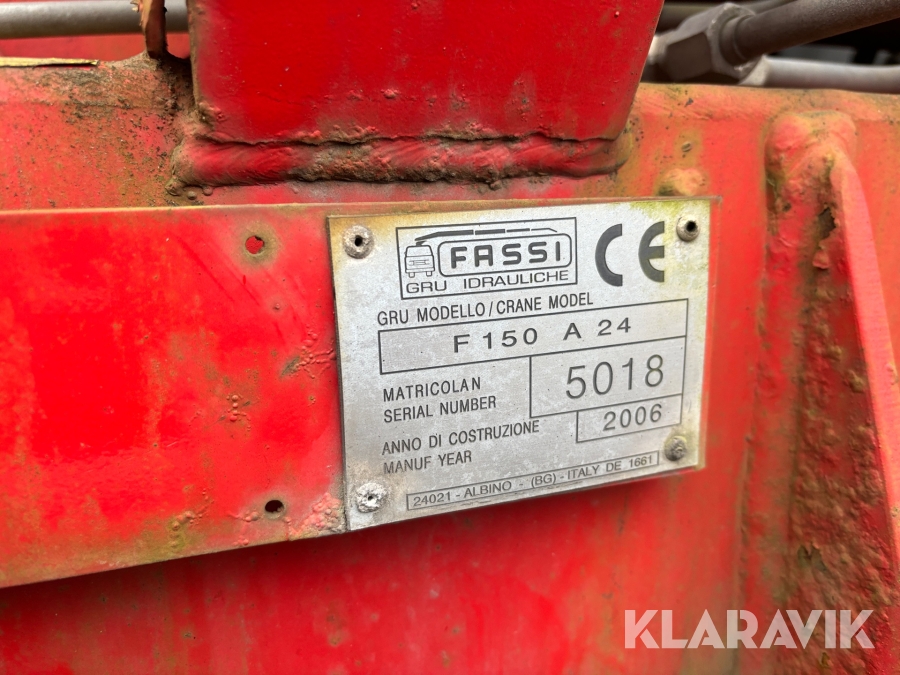 FASSI
GRU IDRAULICHE
CE
GRU MODELLO/CRANE MODEL
F150 A 24
MATRICOLAN
SERIAL NUMBER
5018
ANNO DI COSTRUZIONE
MANUF YEAR
2006
24021 - ALBINO - (BG) - ITALY DE 1661
KLARAVIK